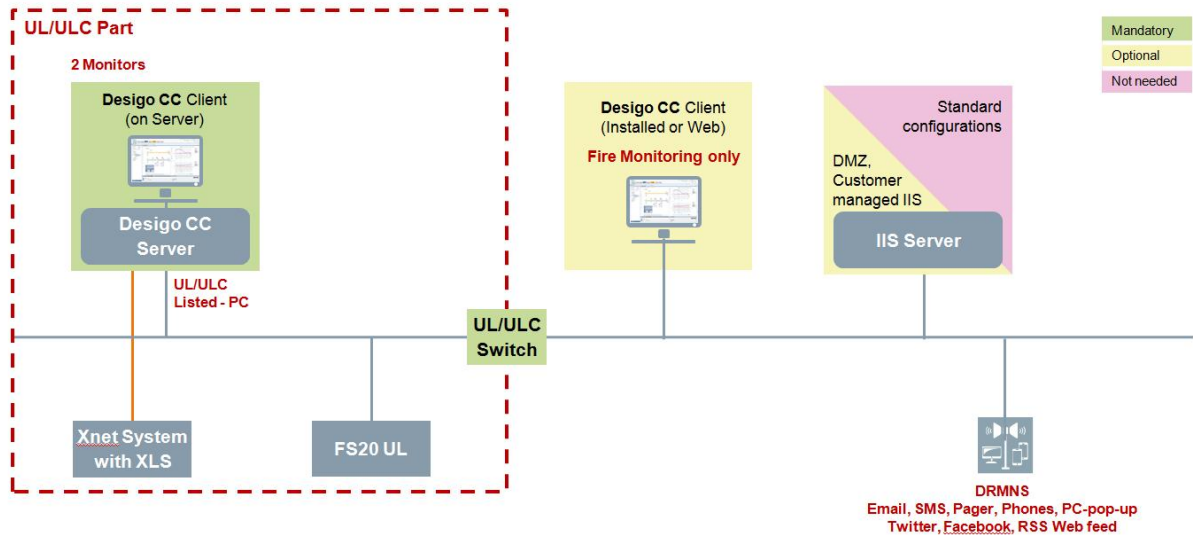 UL/ULC Part
2 Monitors
Desigo CC Client
(on Server)
Desigo CC
Server
UL/ULC
Listed - PC
Xnet System
with XLS
FS20 UL
UL/ULC
Switch
Desigo CC Client
(Installed or Web)
Fire Monitoring only
Standard
configurations
DMZ,
Customer
managed IIS
IIS Server
Mandatory
Optional
Not needed
DRMNS
Email, SMS, Pager, Phones, PC-pop-up
Twitter, Facebook, RSS Web feed